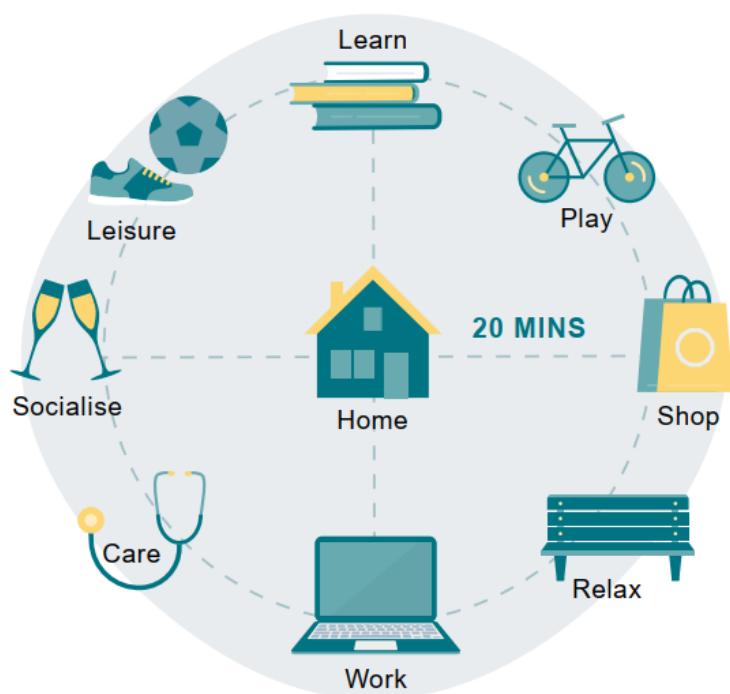 Learn
Play
Leisure
20 MINS
Home
Socialise
Shop
Care
Relax
Work